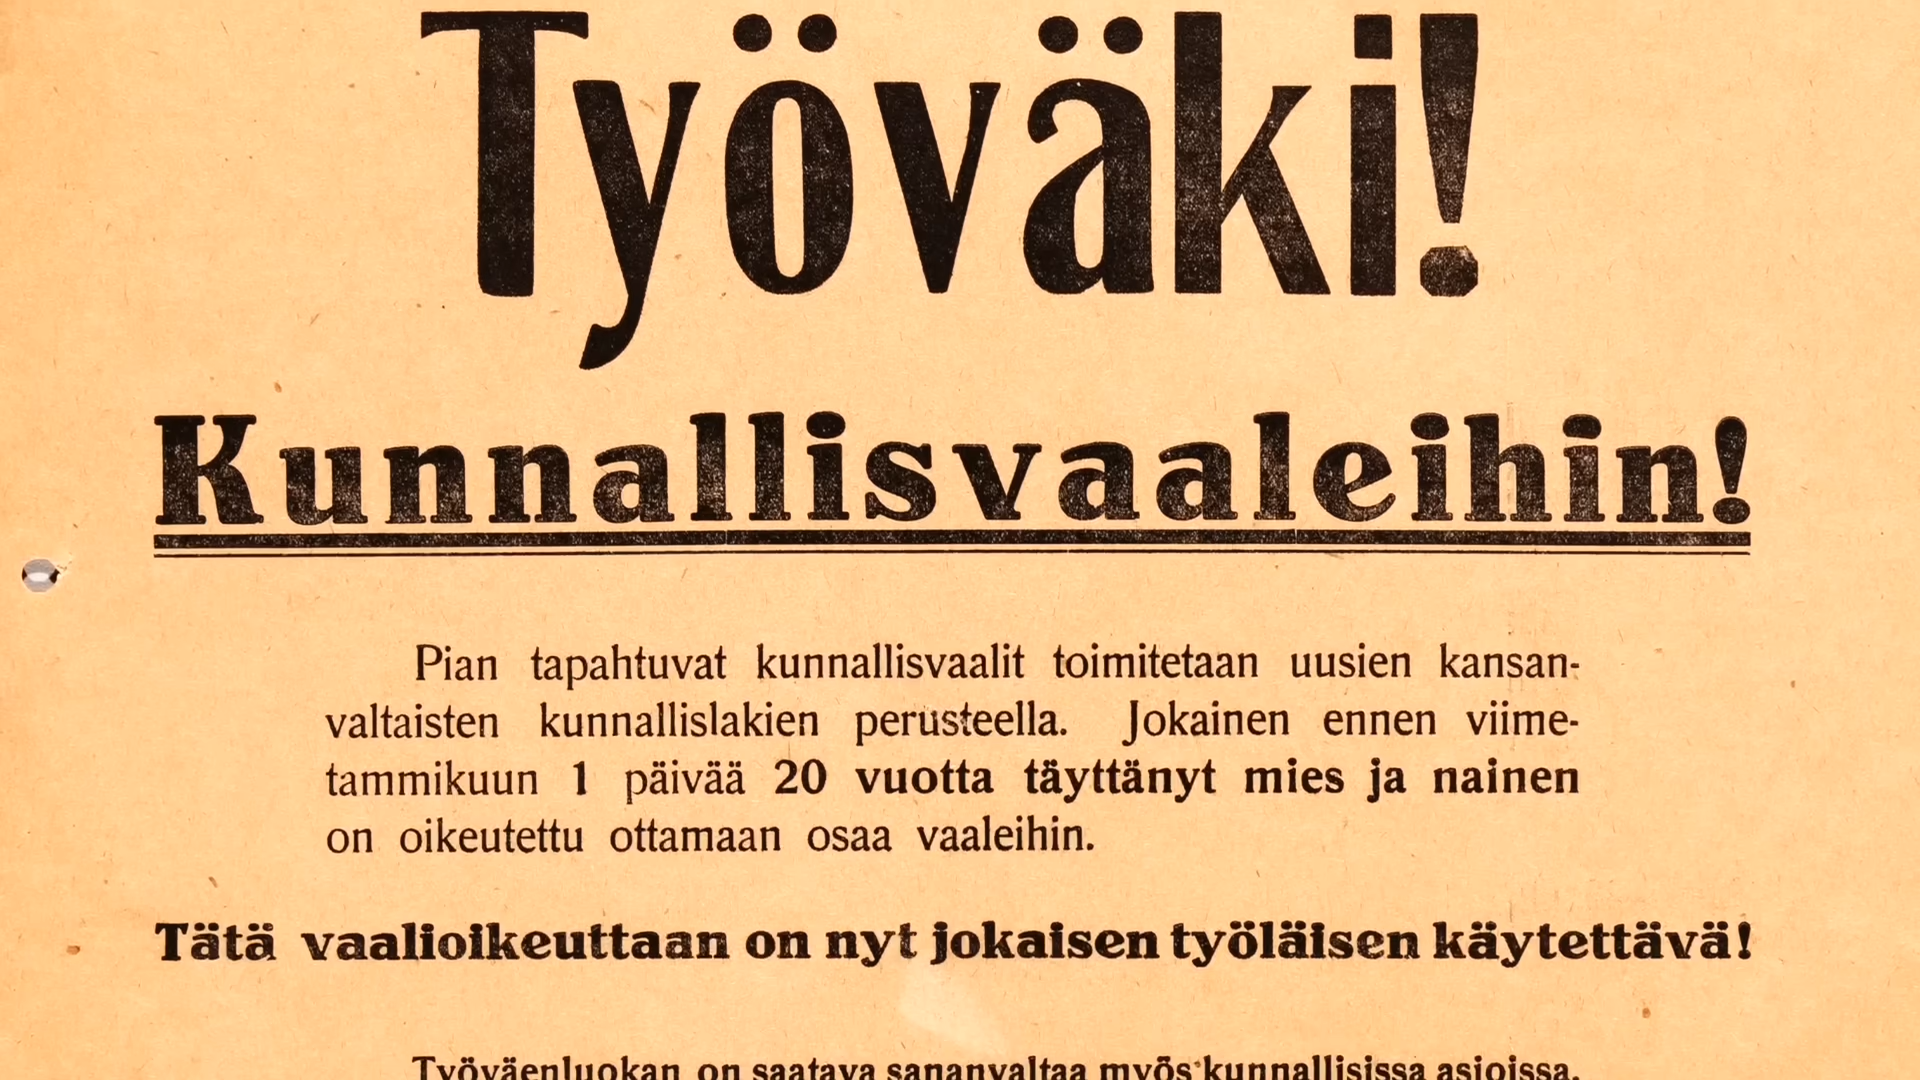 Työväki!
Kunnallisvaaleihin!
Pian tapahtuvat kunnallisvaalit toimitetaan uusien kansan-
valtaisten kunnallislakien perusteella. Jokainen ennen viime-
tammikuun 1 päivää 20 vuotta täyttänyt mies ja nainen
on oikeutettu ottamaan osaa vaaleihin.
Tätä vaalioikeuttaan on nyt jokaisen työläisen käytettävä!
Työväenluokan on saatava sananvaltaa myös kunnallisissa asioissa.